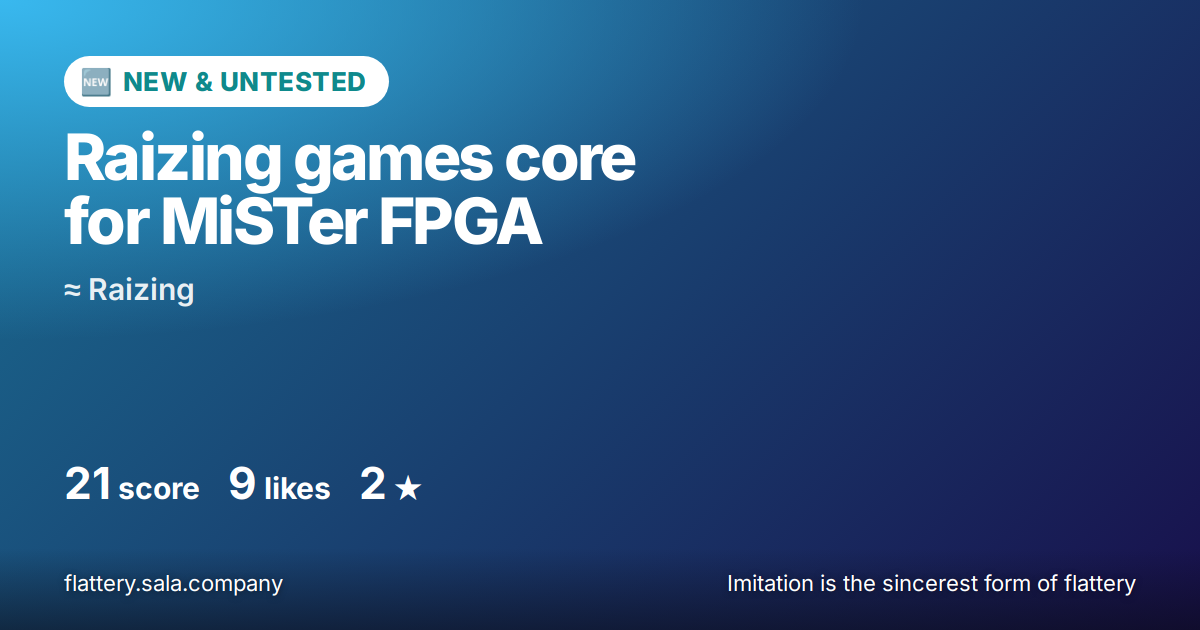 🆕 NEW & UNTESTED
Raizing games core
for MiSTer FPGA
≈ Raizing
21 score 9 likes 2 ★
flattery.sala.company
Imitation is the sincerest form of flattery